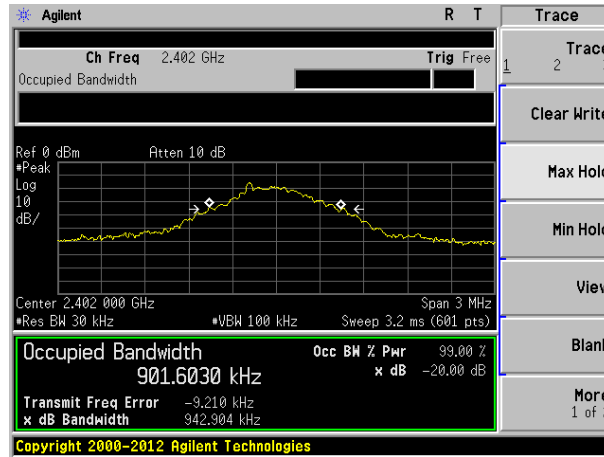 Agilent R T Trace
Ch Freq 2.402 GHz Trig Free
Occupied Bandwidth
Trace
1 2
Clear Write
Max Hold
Min Hold
View
Blank
More
1 of
Ref 0 dBm Atten 10 dB
#Peak
Log
10
dB/
Center 2.402 000 GHz Span 3 MHz
#Res BW 30 kHz #VBW 100 kHz Sweep 3.2 ms (601 pts)
Occupied Bandwidth Occ BW % Pwr 99.00 %
901.6030 kHz x dB -20.00 dB
Transmit Freq Error -9.210 kHz
x dB Bandwidth 942.904 kHz
Copyright 2000-2012 Agilent Technologies